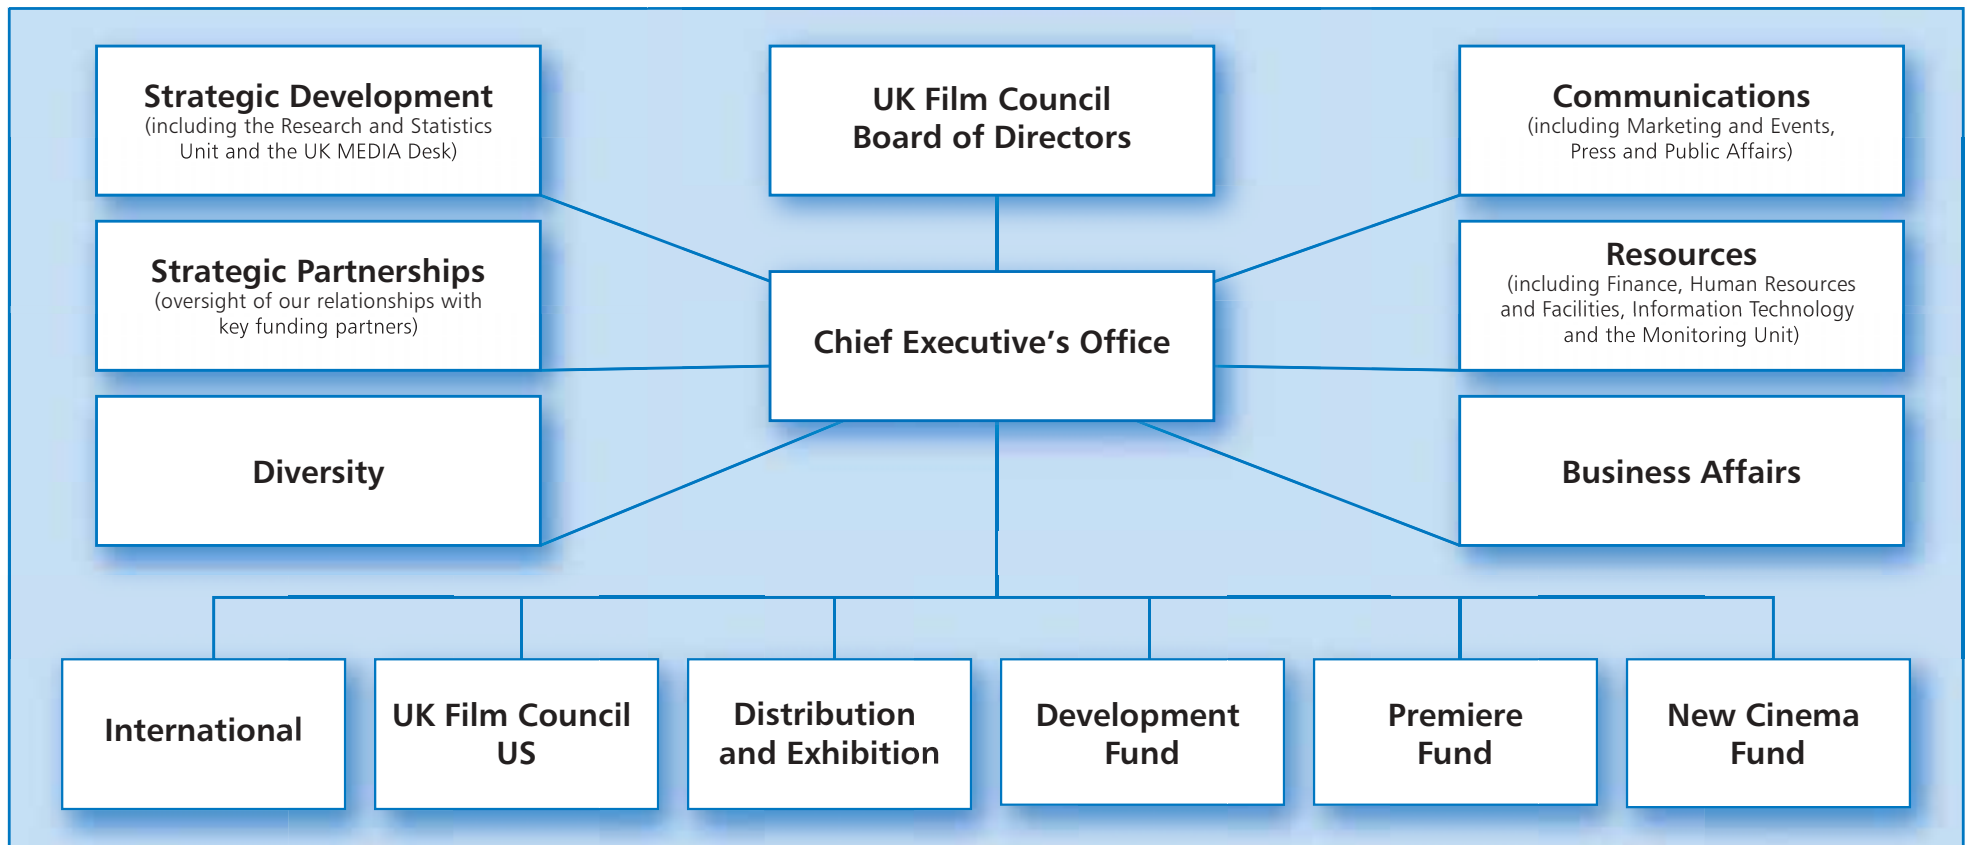 Strategic Development
(including the Research and Statistics
Unit and the UK MEDIA Desk)
UK Film Council
Board of Directors
Communications
(including Marketing and Events,
Press and Public Affairs)
Strategic Partnerships
(oversight of our relationships with
key funding partners)
Chief Executive’s Office
Resources
(including Finance, Human Resources
and Facilities, Information Technology
and the Monitoring Unit)
Diversity
Business Affairs
International
UK Film Council
US
Distribution
and Exhibition
Development
Fund
Premiere
Fund
New Cinema
Fund